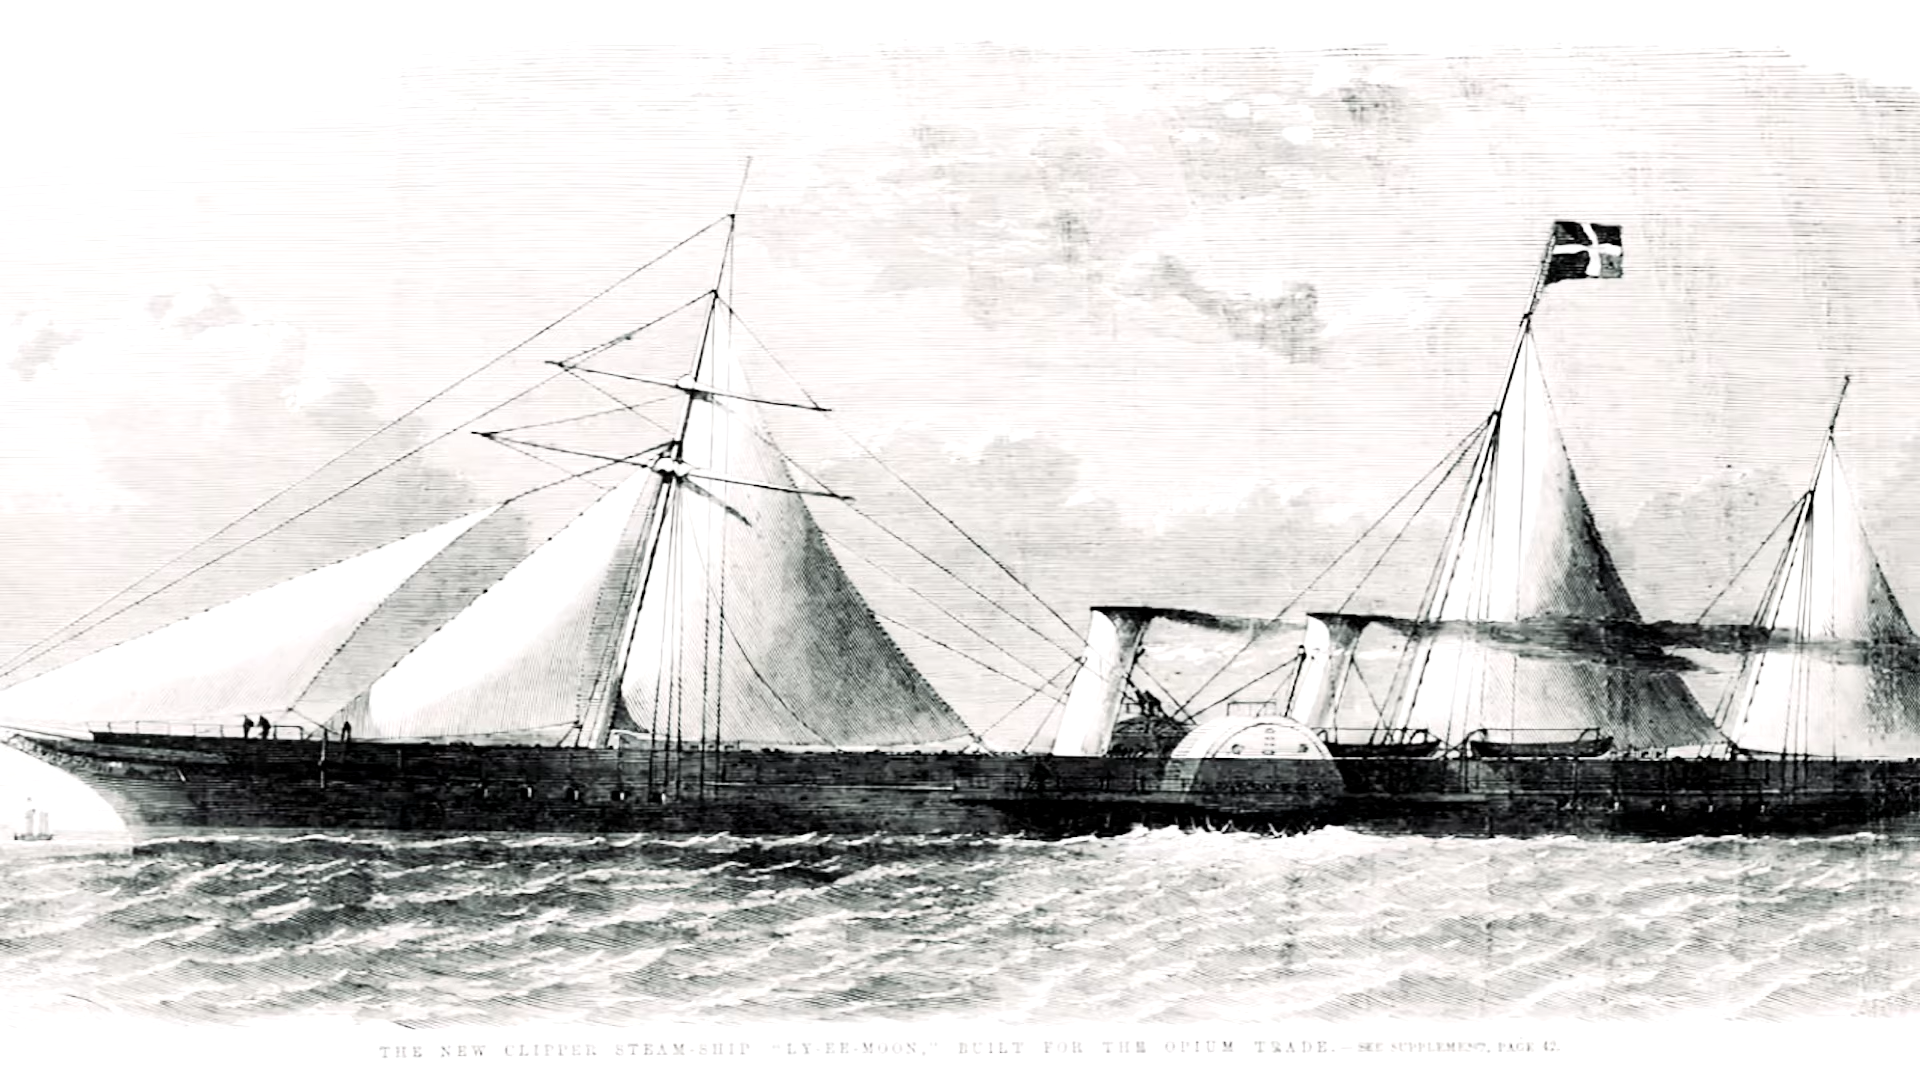 THE NEW CLIPPER STEAM-SHIP "LY-EE-MOON," BUILT FOR THE OPIUM TRADE.—SEE SUPPLEMENT, PAGE 42.